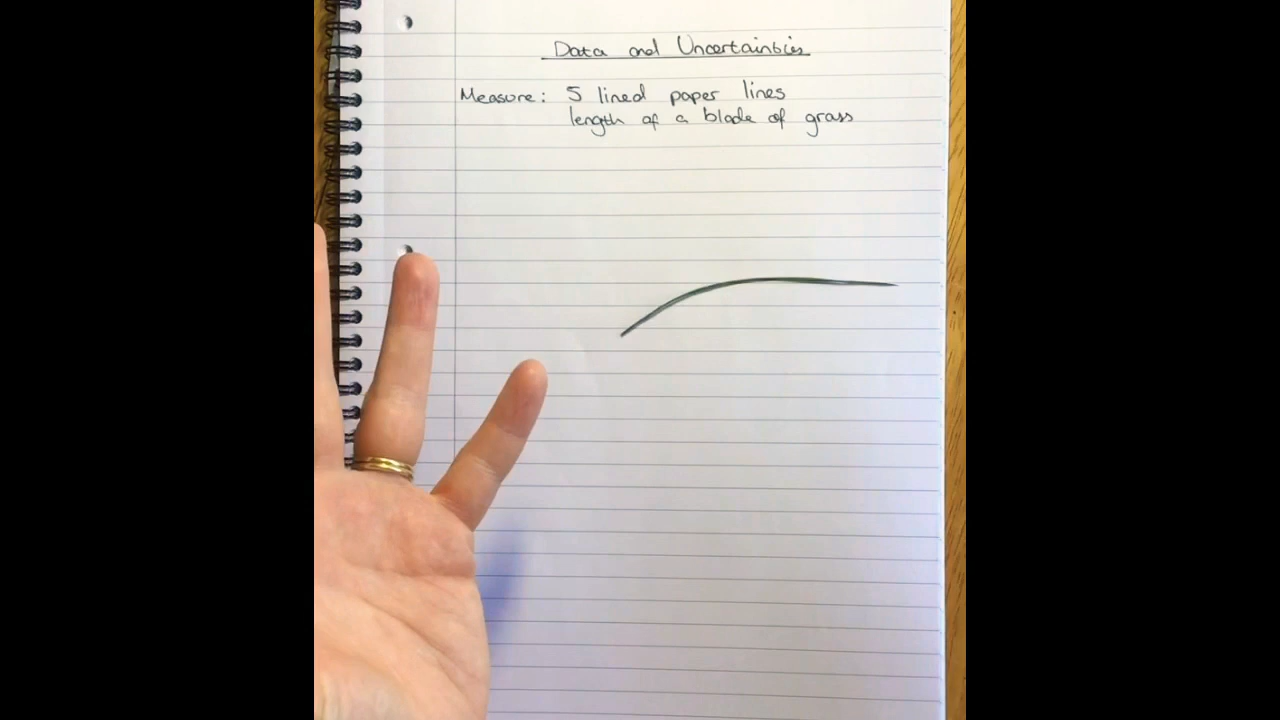 Data and Uncertainties
Measure: 5 lined paper lines
length of a blade of grass